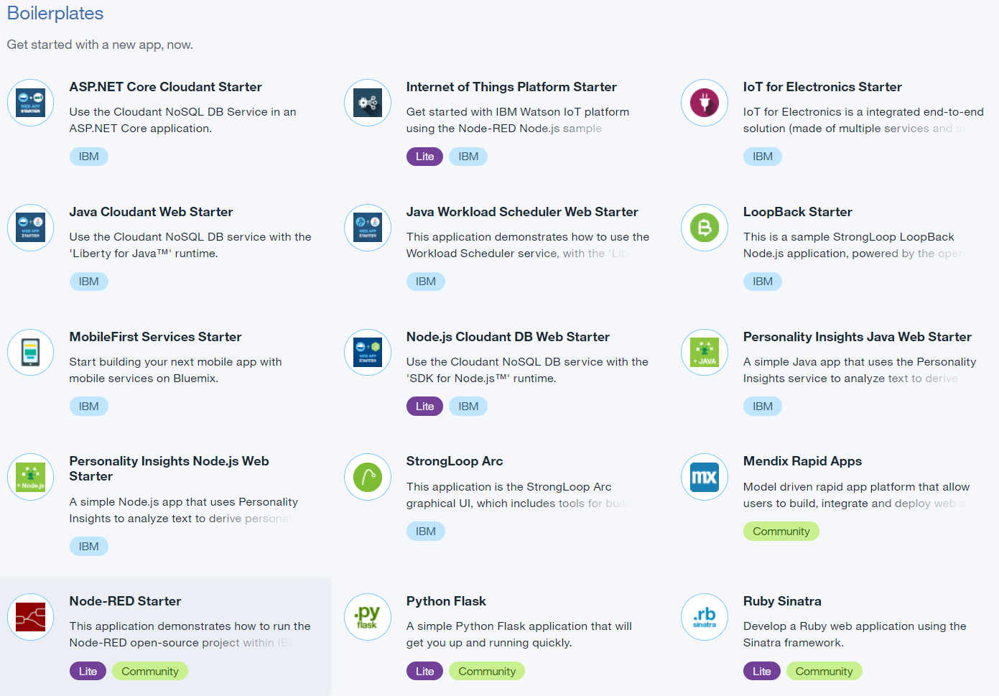 Boilerplates
Get started with a new app, now.
ASP.NET Core Cloudant Starter
Use the Cloudant NoSQL DB Service in an
ASP.NET Core application.
IBM
Internet of Things Platform Starter
Get started with IBM Watson IoT platform
using the Node-RED Node.js sample
Lite IBM
IoT for Electronics Starter
IoT for Electronics is a integrated end-to-end
solution (made of multiple services and ap
IBM
WEB APP
STARTER
Java Cloudant Web Starter
Use the Cloudant NoSQL DB service with the
'Liberty for Java™' runtime.
IBM
WEB APP
STARTER
Java Workload Scheduler Web Starter
This application demonstrates how to use the
Workload Scheduler service, with the 'Lib
IBM
LoopBack Starter
This is a sample StrongLoop LoopBack
Node.js application, powered by the open
IBM
MobileFirst Services Starter
Start building your next mobile app with
mobile services on Bluemix.
IBM
WEB APP
STARTER
Node.js Cloudant DB Web Starter
Use the Cloudant NoSQL DB service with the
'SDK for Node.js™' runtime.
Lite IBM
+ JAVA
Personality Insights Java Web Starter
A simple Java app that uses the Personality
Insights service to analyze text to derive
IBM
+ Node.js
Personality Insights Node.js Web
Starter
A simple Node.js app that uses Personality
Insights to analyze text to derive personal
IBM
StrongLoop Arc
This application is the StrongLoop Arc
graphical UI, which includes tools for build
IBM
mx
Mendix Rapid Apps
Model driven rapid app platform that allow
users to build, integrate and deploy web a
Community
Node-RED Starter
This application demonstrates how to run the
Node-RED open-source project within IBM
Lite Community
.py
flask
Python Flask
A simple Python Flask application that will
get you up and running quickly.
Lite Community
.rb
sinatra
Ruby Sinatra
Develop a Ruby web application using the
Sinatra framework.
Lite Community